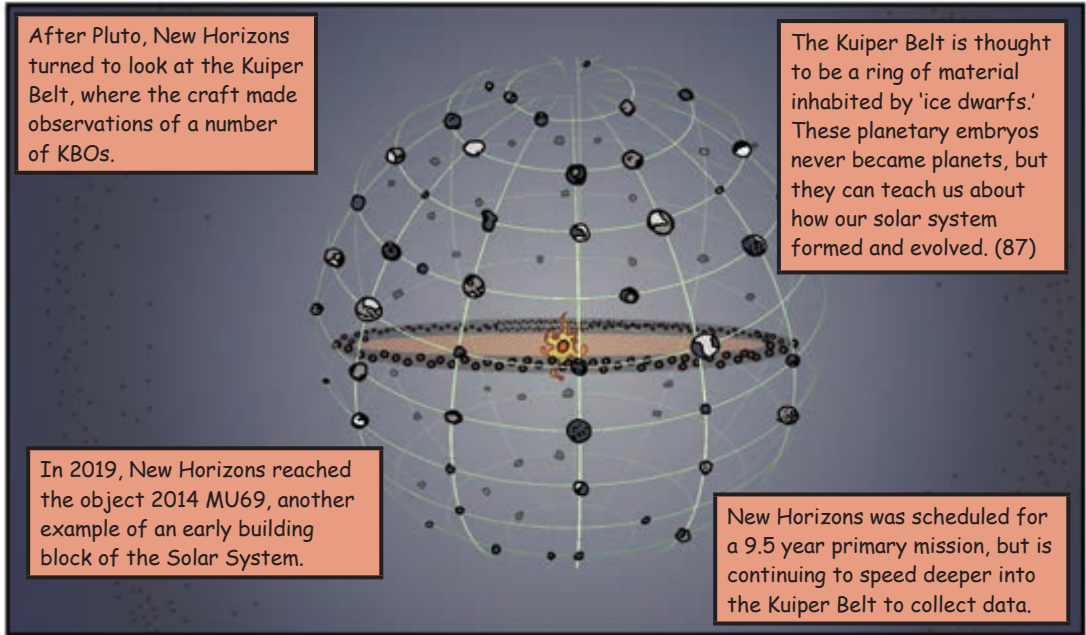 After Pluto, New Horizons
turned to look at the Kuiper
Belt, where the craft made
observations of a number
of KBOs.
The Kuiper Belt is thought
to be a ring of material
inhabited by ‘ice dwarfs.’
These planetary embryos
never became planets, but
they can teach us about
how our solar system
formed and evolved. (87)
In 2019, New Horizons reached
the object 2014 MU69, another
example of an early building
block of the Solar System.
New Horizons was scheduled for
a 9.5 year primary mission, but is
continuing to speed deeper into
the Kuiper Belt to collect data.